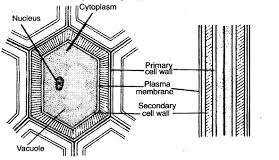 Cytoplasm
Nucleus
Primary
cell wall
Plasma
membrane
Secondary
cell wall
Vacuole